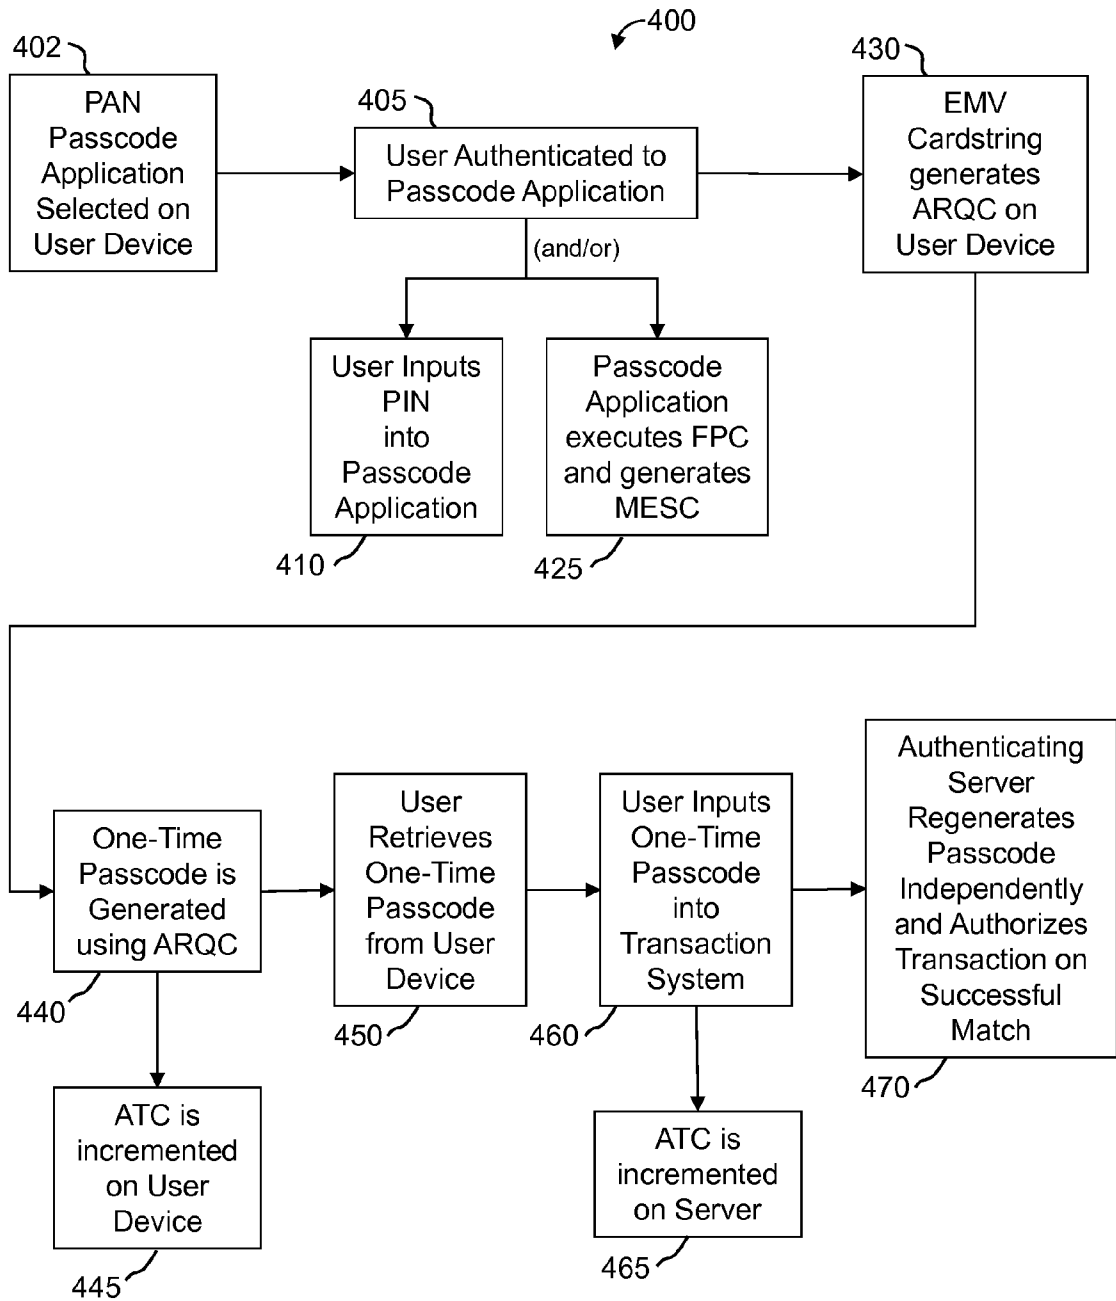 400
402
PAN
Passcode
Application
Selected on
User Device
405
User Authenticated to
Passcode Application
430
EMV
Cardstring
generates
ARQC on
User Device
(and/or)
User Inputs
PIN
into
Passcode
Application
410
Passcode
Application
executes FPC
and generates
MESC
425
One-Time
Passcode is
Generated
using ARQC
440
User
Retrieves
One-Time
Passcode
from User
Device
450
User Inputs
One-Time
Passcode
into
Transaction
System
460
Authenticating
Server
Regenerates
Passcode
Independently
and Authorizes
Transaction on
Successful
Match
470
ATC is
incremented
on User
Device
445
ATC is
incremented
on Server
465